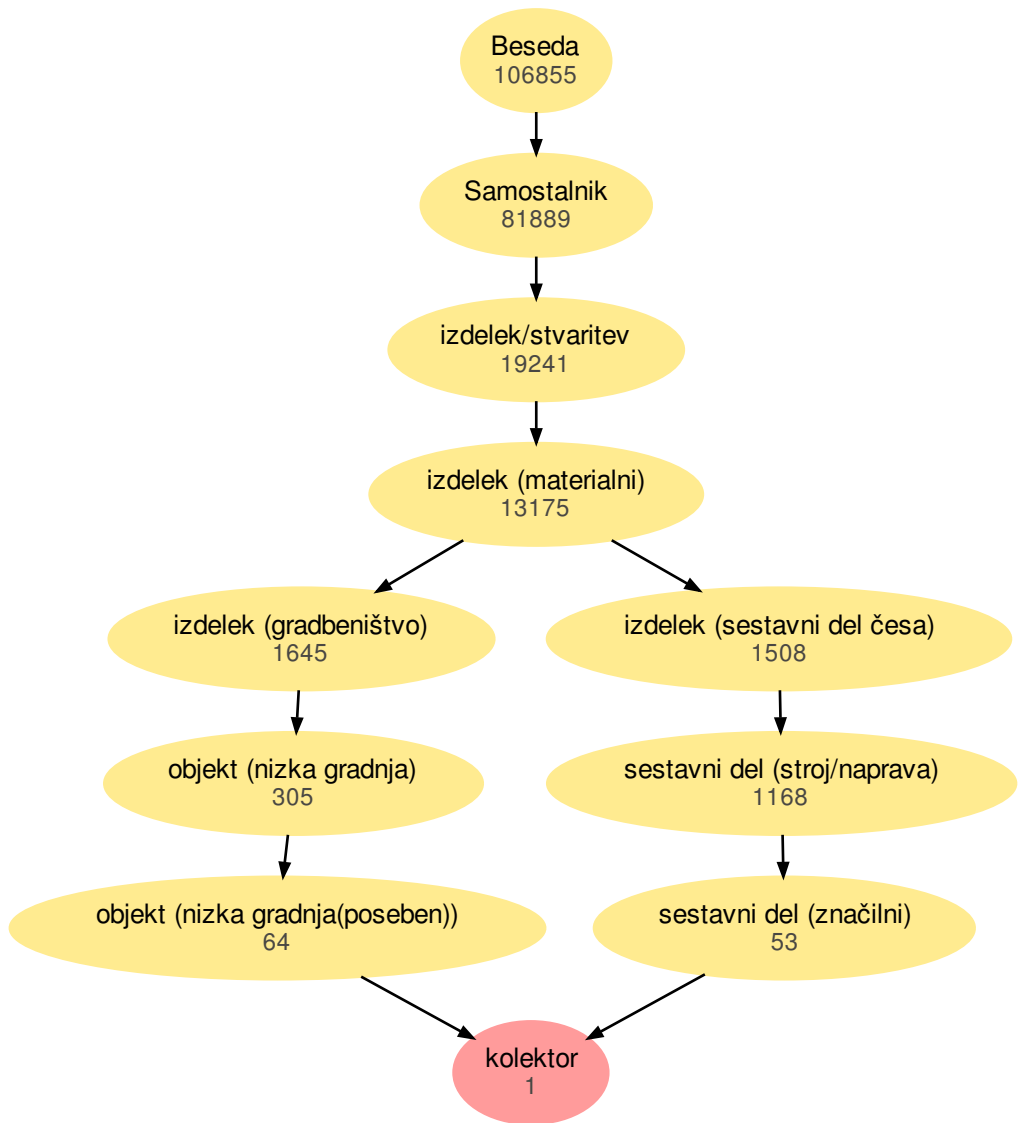 Beseda
106855
Samostalnik
81889
izdelek/stvaritev
19241
izdelek (materialni)
13175
izdelek (gradbeništvo)
1645
izdelek (sestavni del česa)
1508
objekt (nizka gradnja)
305
sestavni del (stroj/naprava)
1168
objekt (nizka gradnja(poseben))
64
sestavni del (značilni)
53
kolektor
1